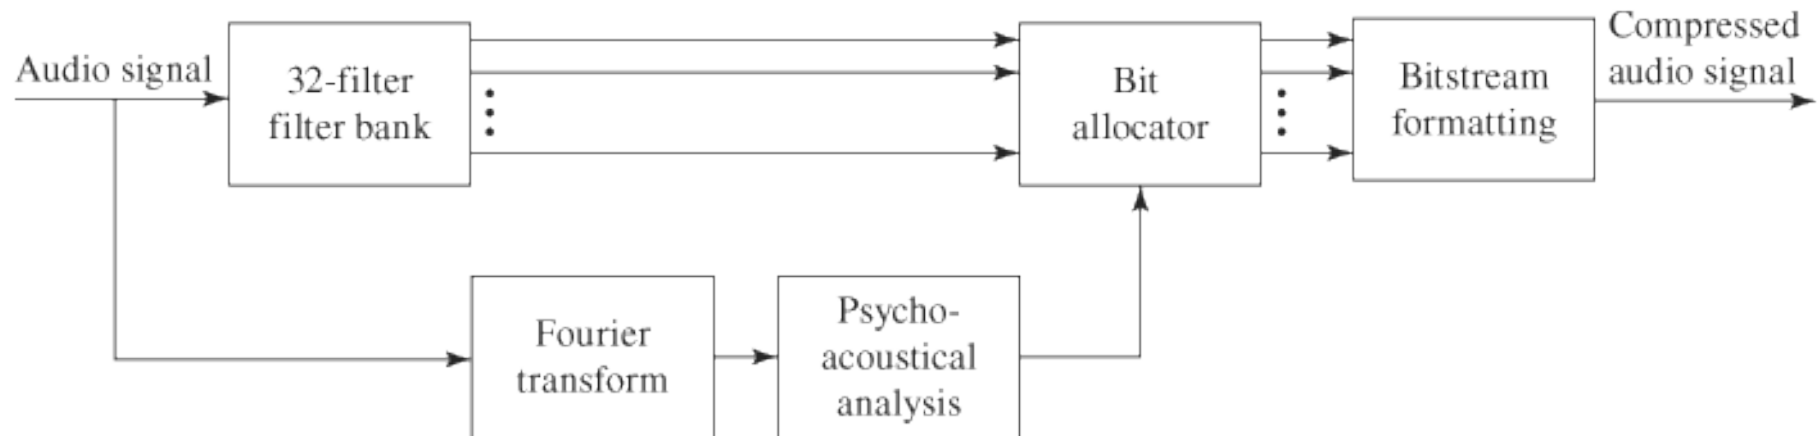 Audio signal
32-filter
filter bank
Bit
allocator
Bitstream
formatting
Compressed
audio signal
Fourier
transform
Psycho-
acoustical
analysis